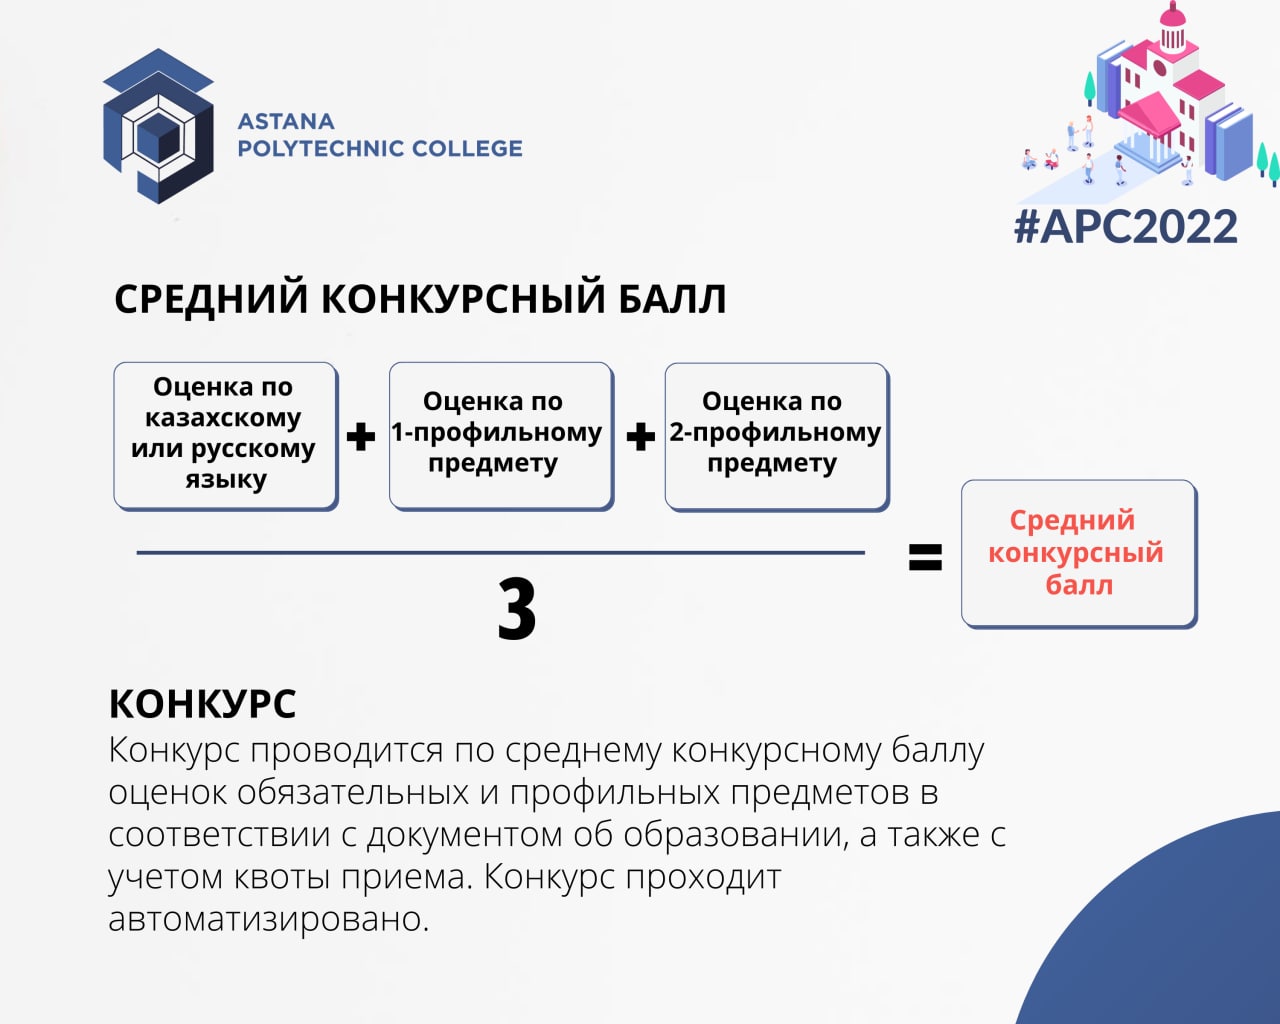 ASTANA
POLYTECHNIC COLLEGE
#APC2022
СРЕДНИЙ КОНКУРСНЫЙ БАЛЛ
Оценка по
казахскому
или русскому
языку
+
Оценка по
1-профильному
предмету
+
Оценка по
2-профильному
предмету
3
=
Средний
конкурсный
балл
КОНКУРС
Конкурс проводится по среднему конкурсному баллу
оценок обязательных и профильных предметов в
соответствии с документом об образовании, а также с
учетом квоты приема. Конкурс проходит
автоматизировано.